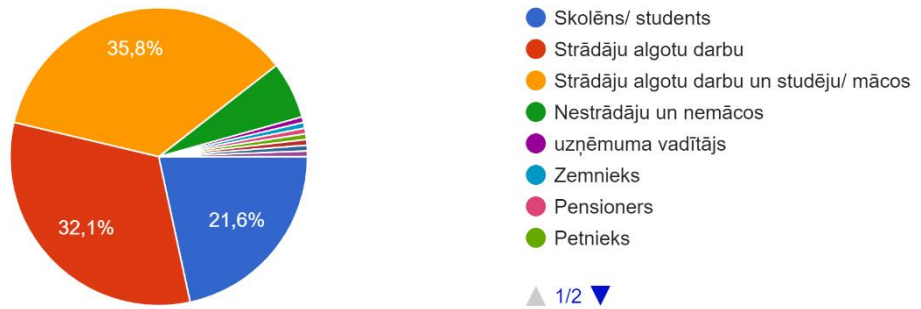 35,8%
32,1%
21,6%
Skolēns/ students
Strādāju algotu darbu
Strādāju algotu darbu un studēju/ mācos
Nestrādāju un nemācos
uzņēmuma vadītājs
Zemnieks
Pensioners
Petnieks
1/2